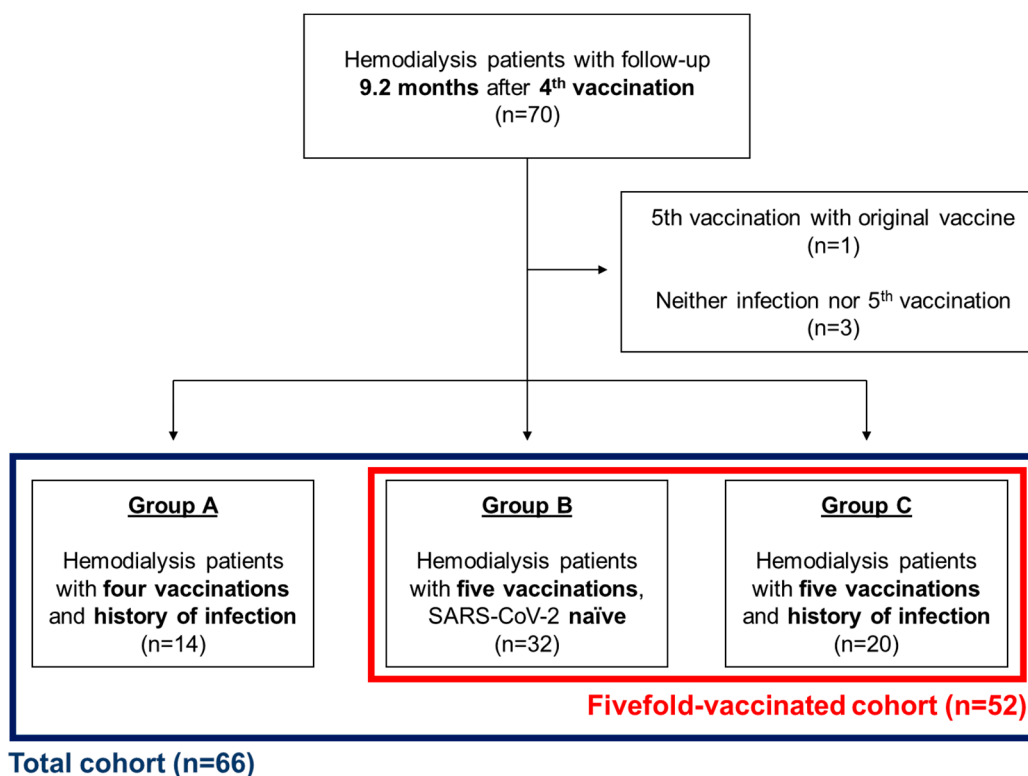 Hemodialysis patients with follow-up
9.2 months after 4th vaccination
(n=70)
5th vaccination with original vaccine
(n=1)
Neither infection nor 5th vaccination
(n=3)
Group A
Hemodialysis patients
with four vaccinations
and history of infection
(n=14)
Group B
Hemodialysis patients
with five vaccinations,
SARS-CoV-2 naïve
(n=32)
Group C
Hemodialysis patients
with five vaccinations
and history of infection
(n=20)
Fivefold-vaccinated cohort (n=52)
Total cohort (n=66)